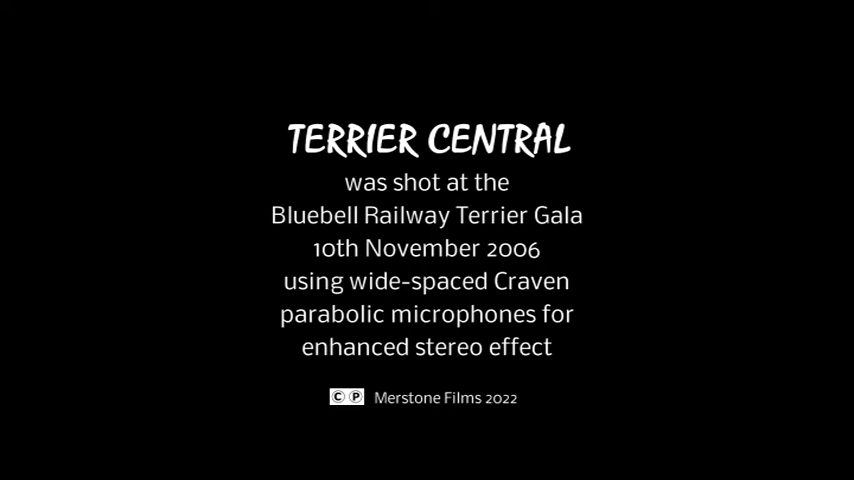 TERRIER CENTRAL
was shot at the
Bluebell Railway Terrier Gala
10th November 2006
using wide-spaced Craven
parabolic microphones for
enhanced stereo effect
© ℗ Merstone Films 2022